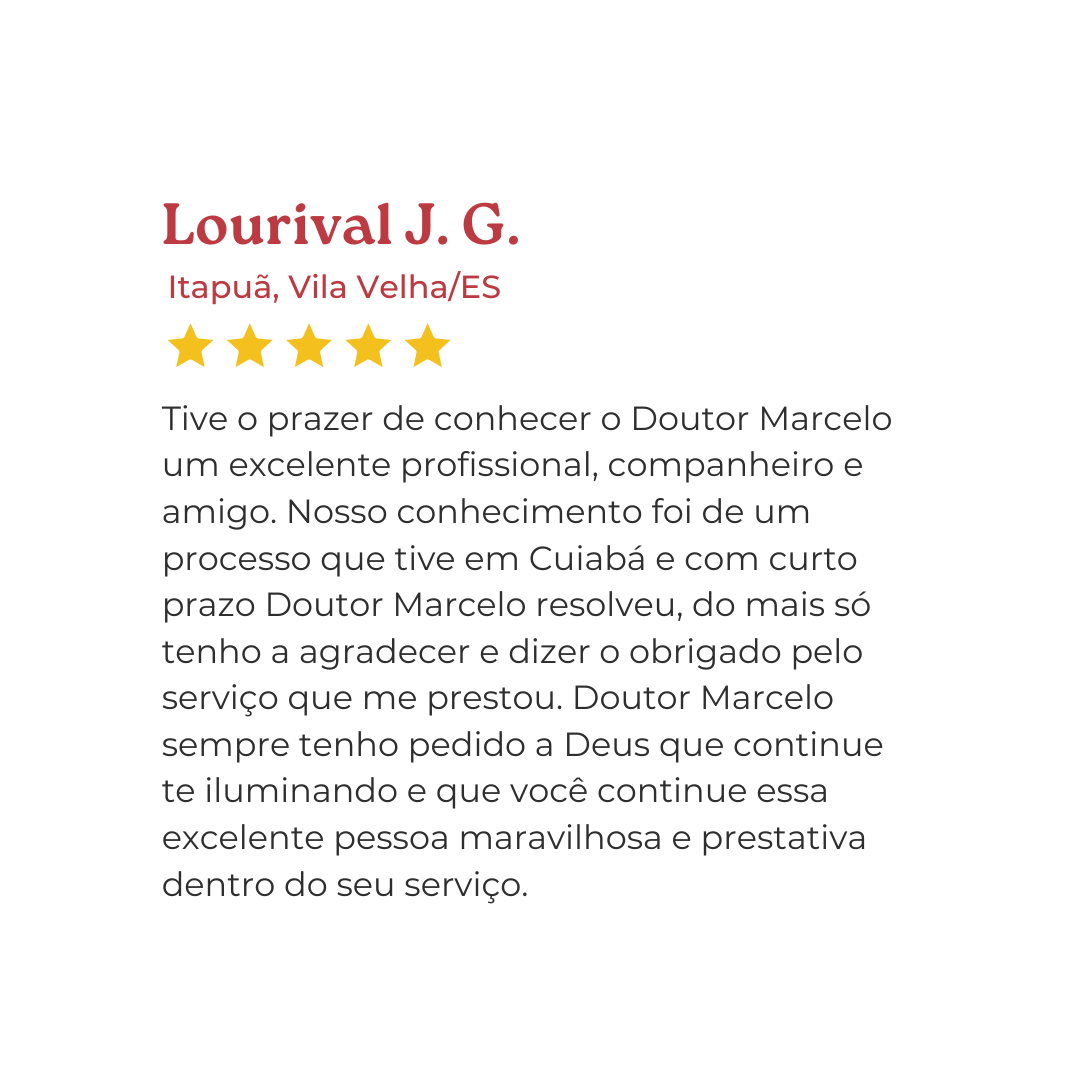 Lourival J. G.
Itapuã, Vila Velha/ES
Tive o prazer de conhecer o Doutor Marcelo
um excelente profissional, companheiro e
amigo. Nosso conhecimento foi de um
processo que tive em Cuiabá e com curto
prazo Doutor Marcelo resolveu, do mais só
tenho a agradecer e dizer o obrigado pelo
serviço que me prestou. Doutor Marcelo
sempre tenho pedido a Deus que continue
te iluminando e que você continue essa
excelente pessoa maravilhosa e prestativa
dentro do seu serviço.